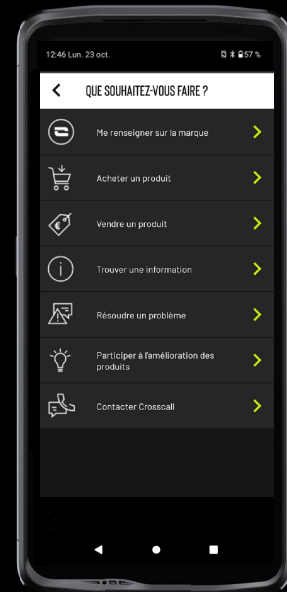 12:46 Lun. 23 oct.
57 %
QUE SOUHAITEZ-VOUS FAIRE ?
Me renseigner sur la marque
Acheter un produit
Vendre un produit
Trouver une information
Résoudre un problème
Participer à l'amélioration des
produits
Contacter Crosscall